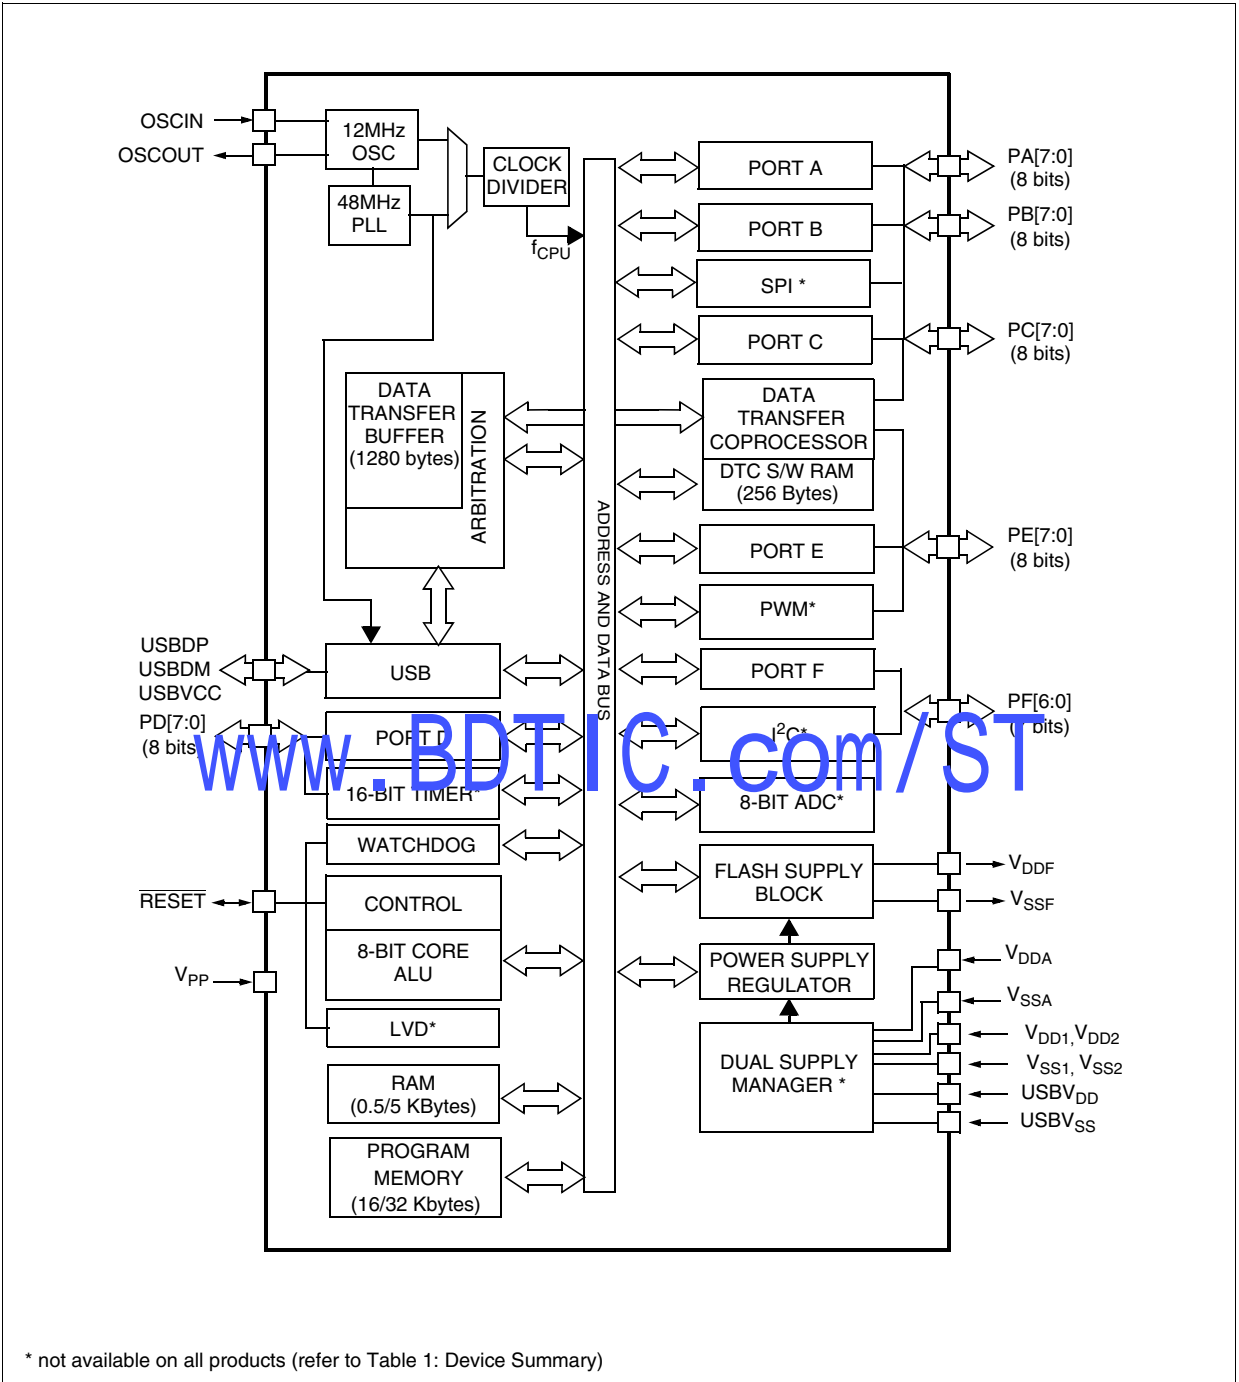 OSCIN
OSCOUT
12MHz
OSC
48MHz
PLL
CLOCK
DIVIDER
fCPU
PORT A
PA[7:0]
(8 bits)
PORT B
PB[7:0]
(8 bits)
SPI *
PORT C
PC[7:0]
(8 bits)
DATA
TRANSFER
BUFFER
(1280 bytes)
ARBITRATION
DATA
TRANSFER
COPROCESSOR
DTC S/W RAM
(256 Bytes)
ADDRESS AND DATA BUS
PORT E
PE[7:0]
(8 bits)
PWM*
USBDP
USBDM
USBVCC
USB
PORT F
PF[6:0]
bits)
PD[7:0]
(8 bits)
PORT D
I2C*
www.BDTIC.com/ST
16-BIT TIMER*
8-BIT ADC*
WATCHDOG
RESET
CONTROL
8-BIT CORE
ALU
VPP
LVD*
FLASH SUPPLY
BLOCK
VDDF
VSSF
POWER SUPPLY
REGULATOR
VDDA
VSSA
DUAL SUPPLY
MANAGER *
VDD1,VDD2
VSS1, VSS2
USBVDD
USBVSS
RAM
(0.5/5 KBytes)
PROGRAM
MEMORY
(16/32 Kbytes)
* not available on all products (refer to Table 1: Device Summary)